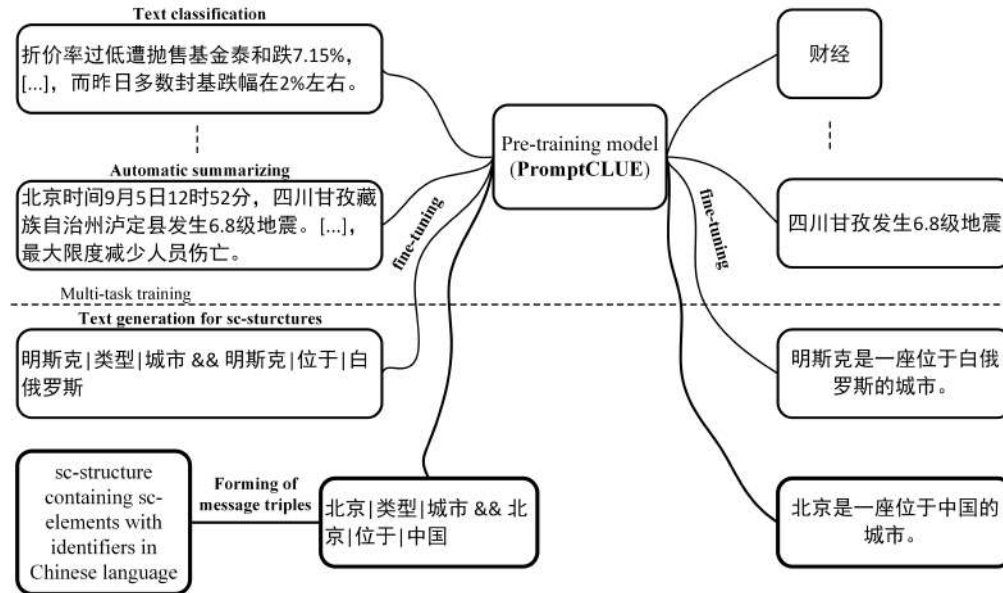 Text classification
折价率过低遭抛售基金泰和跌7.15%，
[...]，而昨日多数封基跌幅在2%左右。
Automatic summarizing
北京时间9月5日12时52分，四川甘孜藏
族自治州泸定县发生6.8级地震。[...]，
最大限度减少人员伤亡。
fine-tuning
Multi-task training
Text generation for sc-sturctures
明斯克|类型|城市 && 明斯克|位于|白
俄罗斯
sc-structure
containing sc-
elements with
identifiers in
Chinese language
Forming of
message triples
北京|类型|城市 && 北
京|位于|中国
Pre-training model
(PromptCLUE)
fine-tuning
财经
四川甘孜发生6.8级地震
明斯克是一座位于白俄
罗斯的城市。
北京是一座位于中国的
城市。